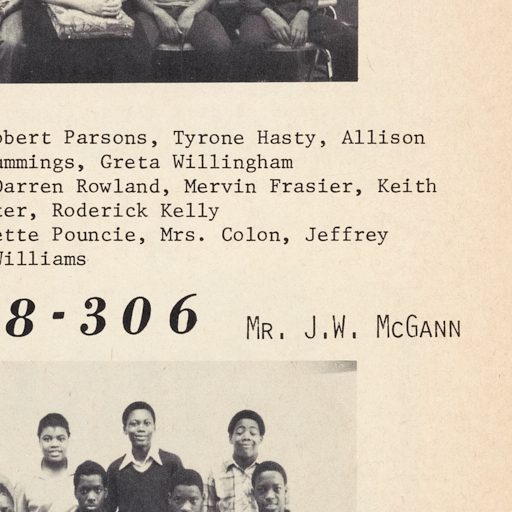 obert Parsons, Tyrone Hasty, Allison
ummings, Greta Willingham
Darren Rowland, Mervin Frasier, Keith
ter, Roderick Kelly
ette Pouncie, Mrs. Colon, Jeffrey
Williams
8-306 MR. J.W. MCGANN